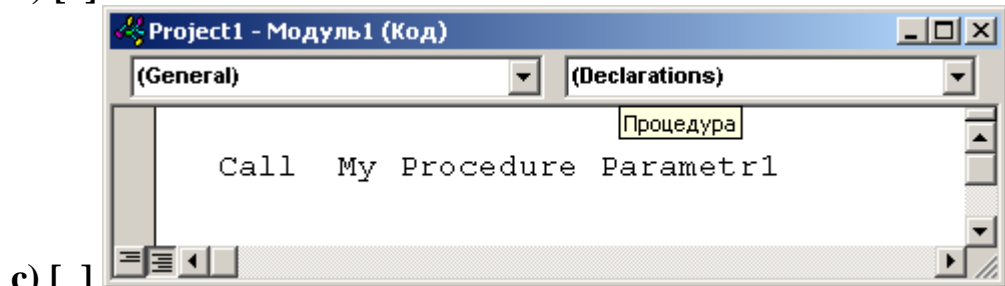 Project1 - Модуль1 (Код)
(General) (Declarations)
Процедура
Call My Procedure Parametr1
c) [ ]